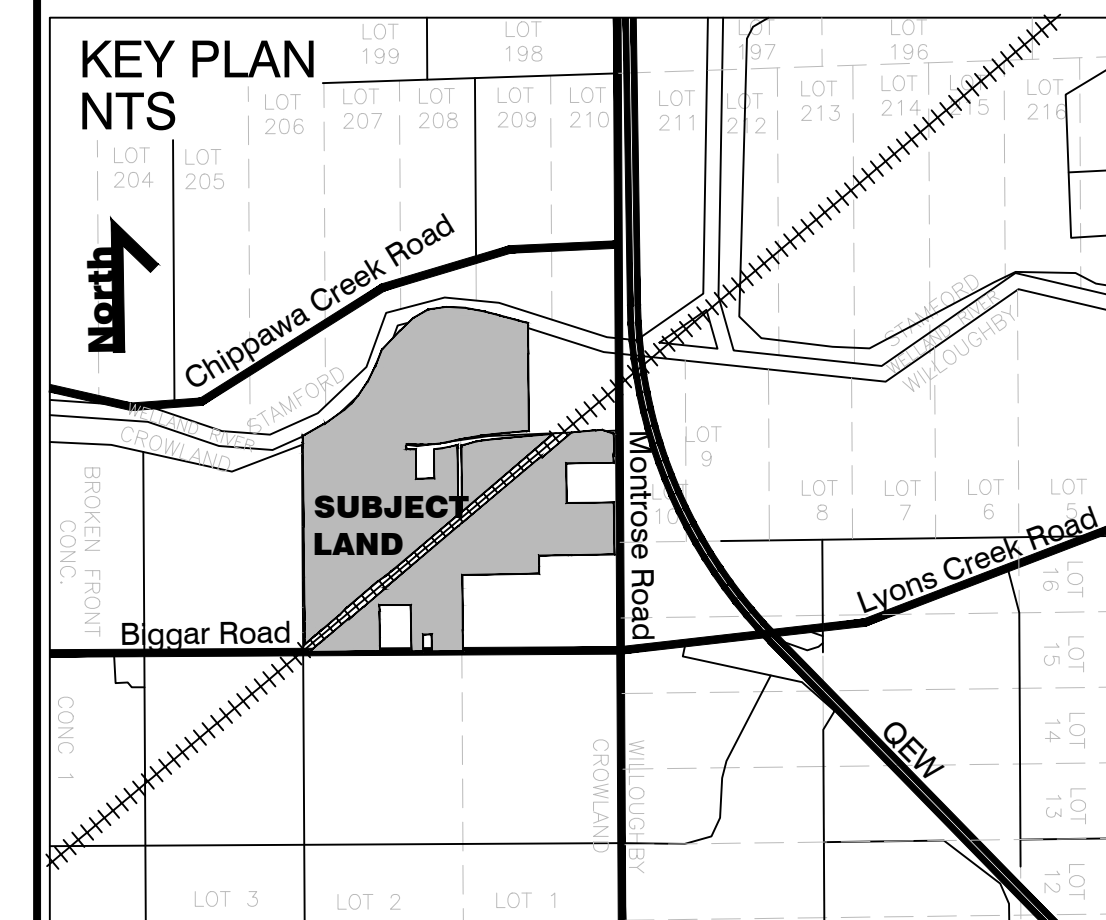 KEY PLAN
NTS
LOT
199
LOT
198
197
LOT
196
LOT
206
LOT
207
LOT
208
LOT
209
LOT
210
LOT
211
LOT
212
LOT
213
LOT
214
LOT
215
LOT
216
LOT
204
LOT
205
North
Chippawa Creek Road
STAMFORD
WELLAND RIVER
CROWLAND
STAMFORD
WELLAND RIVER
WILLOUGHBY
BROKEN FRONT
CONC.
SUBJECT
LAND
Montrose Road
LOT
9
LOT
10
LOT
8
LOT
7
LOT
6
LOT
5
Lyons Creek Road
Biggar Road
LOT
16
LOT
15
LOT
14
LOT
13
LOT
12
QEW
CONC 1
CROWLAND
WILLOUGHBY
LOT 3
LOT 2
LOT 1